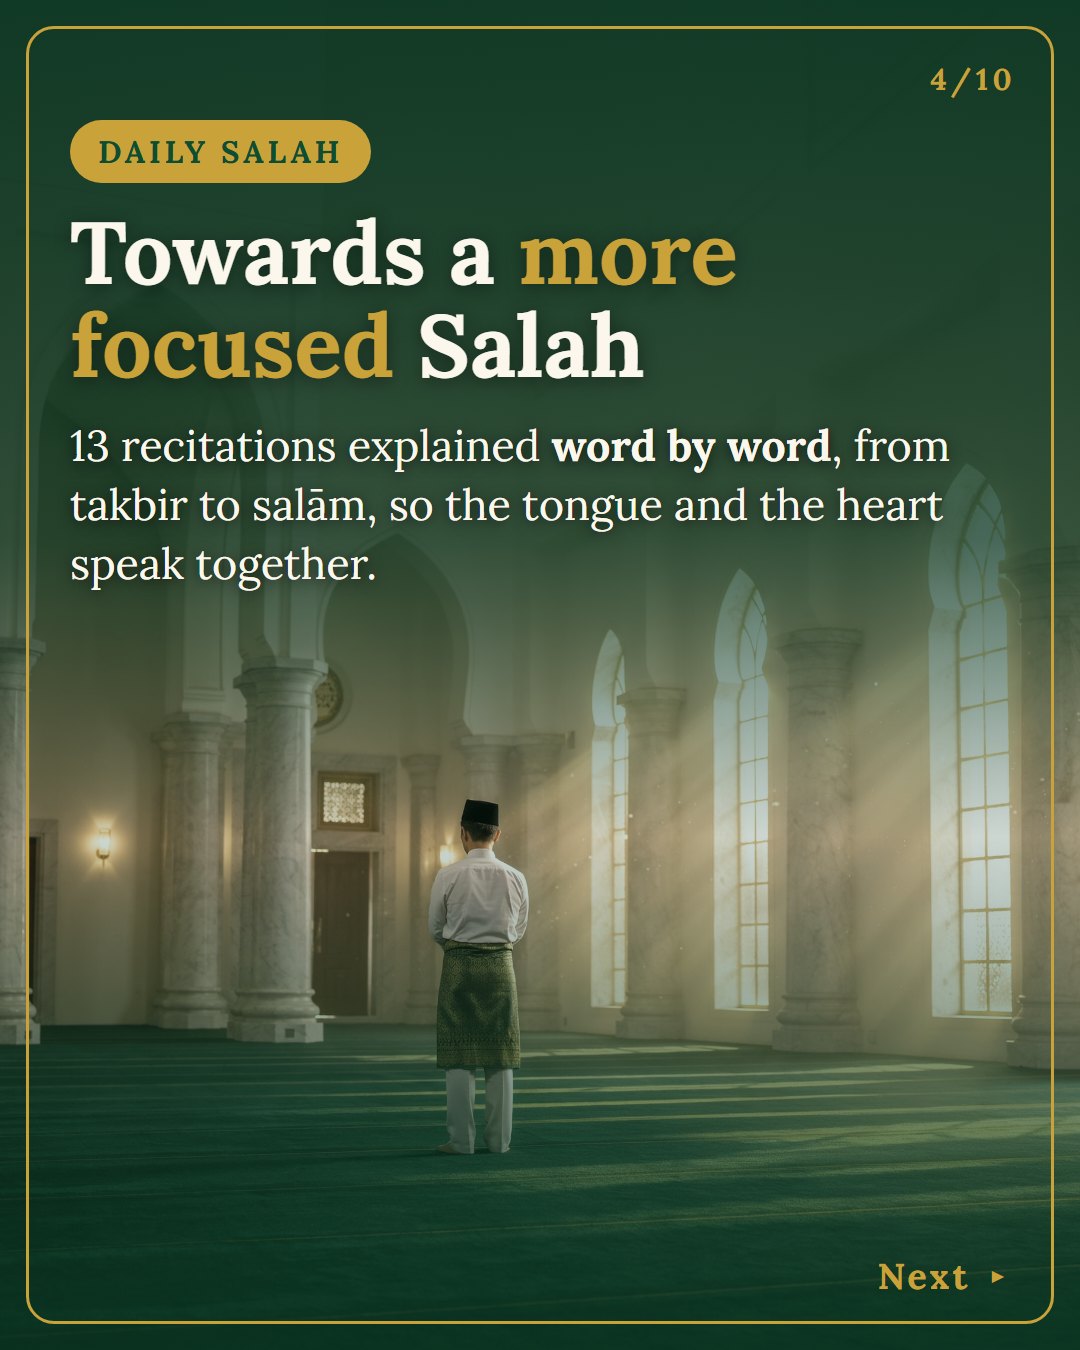 4/10
DAILY SALAH
Towards a more
focused Salah
13 recitations explained word by word, from
takbir to salām, so the tongue and the heart
speak together.
Next ▸